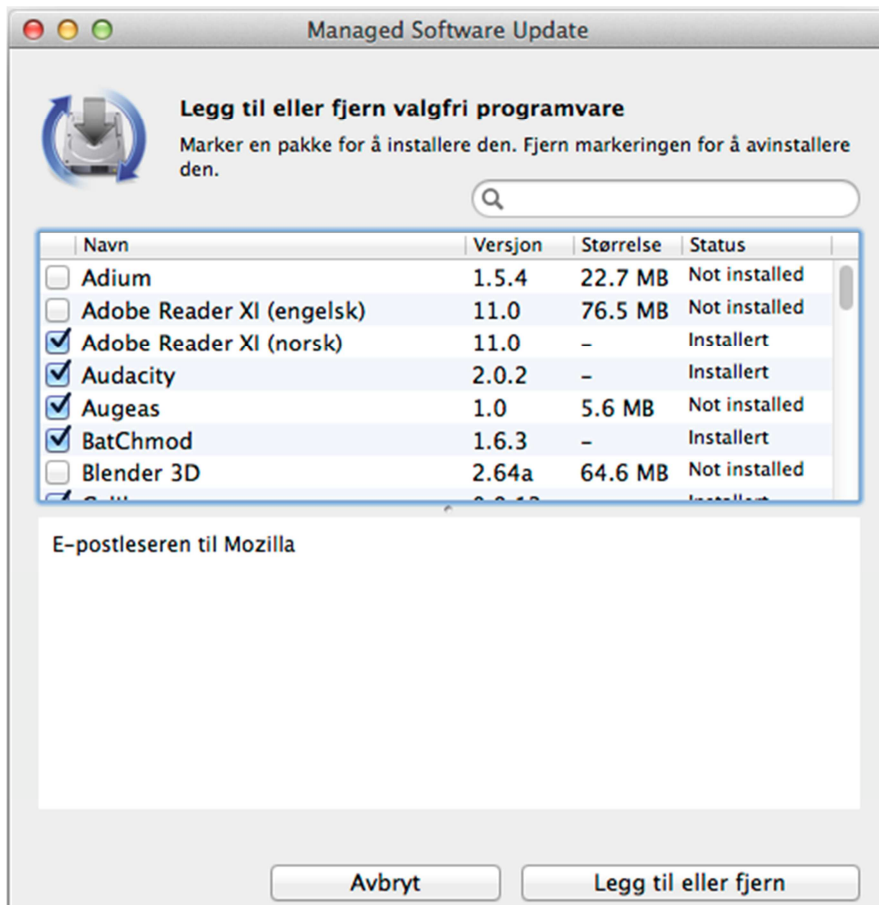 Managed Software Update
Legg til eller fjern valgfri programvare
Marker en pakke for å installere den. Fjern markeringen for å avinstallere
den.
Navn Versjon Størrelse Status
Adium 1.5.4 22.7 MB Not installed
Adobe Reader XI (engelsk) 11.0 76.5 MB Not installed
Adobe Reader XI (norsk) 11.0 – Installert
Audacity 2.0.2 – Installert
Augeas 1.0 5.6 MB Not installed
BatChmod 1.6.3 – Installert
Blender 3D 2.64a 64.6 MB Not installed
E-postleseren til Mozilla
Avbryt Legg til eller fjern